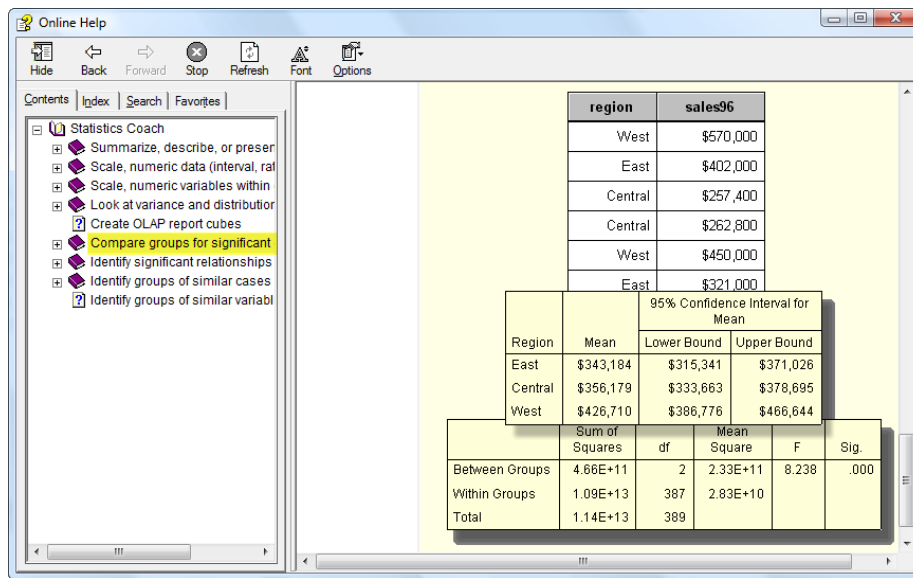 Online Help
Hide Back Forward Stop Refresh Font Options
Contents Index Search Favorites
Statistics Coach
Summarize, describe, or presen
Scale, numeric data (interval, rat
Scale, numeric variables within
Look at variance and distribution
Create OLAP report cubes
Compare groups for significant
Identify significant relationships
Identify groups of similar cases
Identify groups of similar variabl
region sales96
West $570,000
East $402,000
Central $257,400
Central $262,800
West $450,000
East $321,000
95% Confidence Interval for
Mean
Region Mean Lower Bound Upper Bound
East $343,184 $315,341 $371,026
Central $356,179 $333,663 $378,695
West $426,710 $386,776 $466,644
Sum of Mean
Squares df Square F Sig.
Between Groups 4.66E+11 2 2.33E+11 8.238 .000
Within Groups 1.09E+13 387 2.83E+10
Total 1.14E+13 389